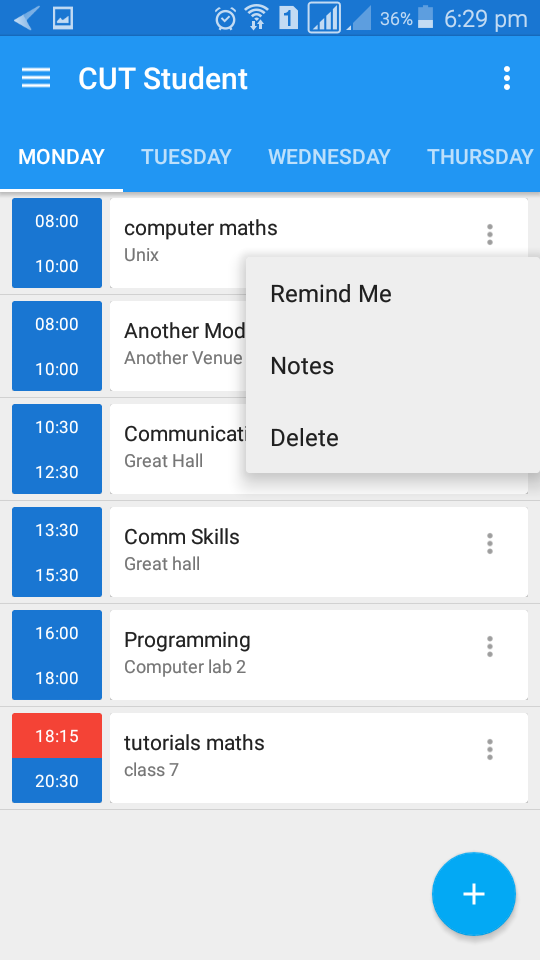 1
36%
6:29 pm
CUT Student
MONDAY
TUESDAY
WEDNESDAY
THURSDAY
08:00
10:00
computer maths
Unix
Remind Me
Notes
Delete
08:00
10:00
Another Mod
Another Venue
10:30
12:30
Communicati
Great Hall
13:30
15:30
Comm Skills
Great hall
16:00
18:00
Programming
Computer lab 2
18:15
20:30
tutorials maths
class 7